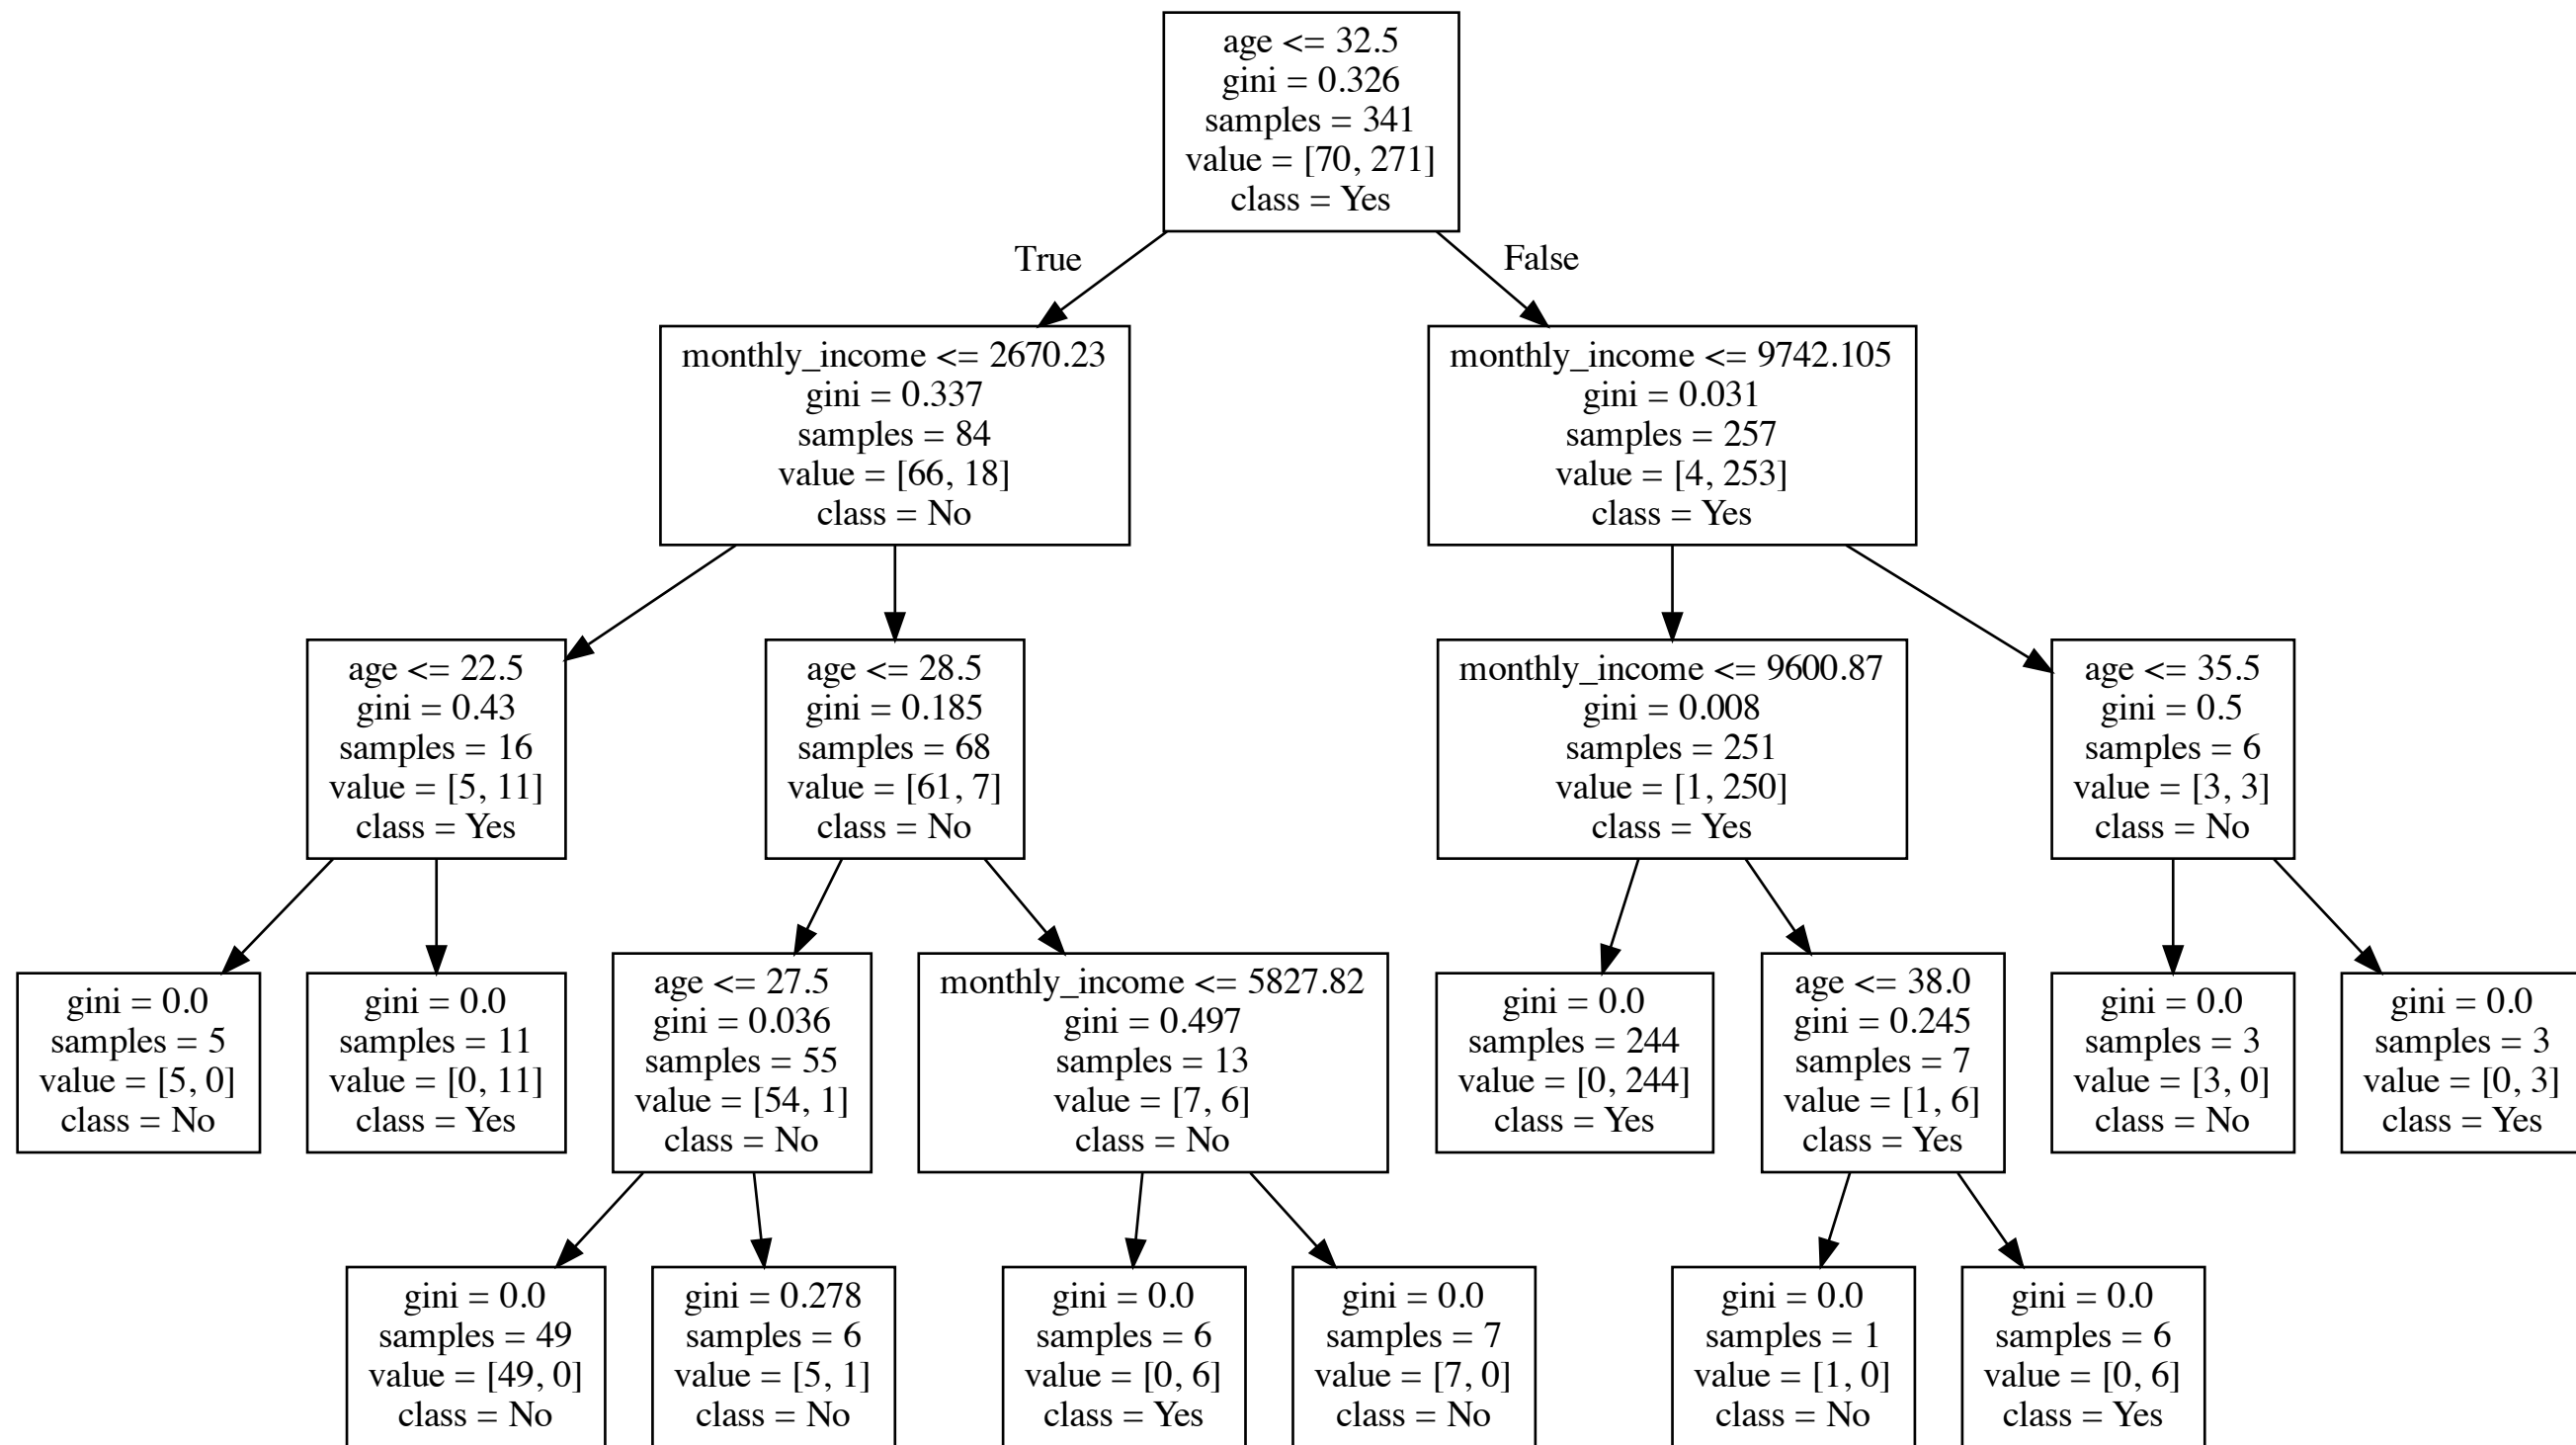 age <= 32.5
gini = 0.326
samples = 341
value = [70, 271]
class = Yes
True
False
monthly_income <= 2670.23
gini = 0.337
samples = 84
value = [66, 18]
class = No
monthly_income <= 9742.105
gini = 0.031
samples = 257
value = [4, 253]
class = Yes
age <= 22.5
gini = 0.43
samples = 16
value = [5, 11]
class = Yes
age <= 28.5
gini = 0.185
samples = 68
value = [61, 7]
class = No
monthly_income <= 9600.87
gini = 0.008
samples = 251
value = [1, 250]
class = Yes
age <= 35.5
gini = 0.5
samples = 6
value = [3, 3]
class = No
gini = 0.0
samples = 5
value = [5, 0]
class = No
gini = 0.0
samples = 11
value = [0, 11]
class = Yes
age <= 27.5
gini = 0.036
samples = 55
value = [54, 1]
class = No
monthly_income <= 5827.82
gini = 0.497
samples = 13
value = [7, 6]
class = No
gini = 0.0
samples = 244
value = [0, 244]
class = Yes
age <= 38.0
gini = 0.245
samples = 7
value = [1, 6]
class = Yes
gini = 0.0
samples = 3
value = [3, 0]
class = No
gini = 0.0
samples = 3
value = [0, 3]
class = Yes
gini = 0.0
samples = 49
value = [49, 0]
class = No
gini = 0.278
samples = 6
value = [5, 1]
class = No
gini = 0.0
samples = 6
value = [0, 6]
class = Yes
gini = 0.0
samples = 7
value = [7, 0]
class = No
gini = 0.0
samples = 1
value = [1, 0]
class = No
gini = 0.0
samples = 6
value = [0, 6]
class = Yes